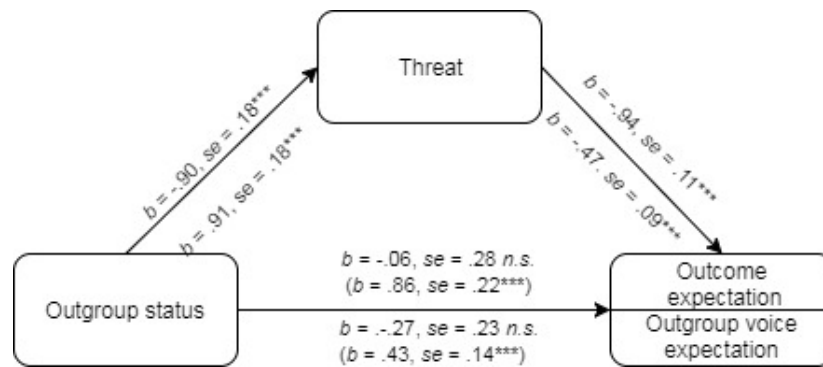 Threat
b = -.90, se = .18***
b = .91, se = .18***
b = -.94, se = .11***
b = -.47. se = .09***
Outgroup status
b = -.06, se = .28 n.s.
(b = .86, se = .22***)
b = .-.27, se = .23 n.s.
(b = .43, se = .14***)
Outcome
expectation
Outgroup voice
expectation